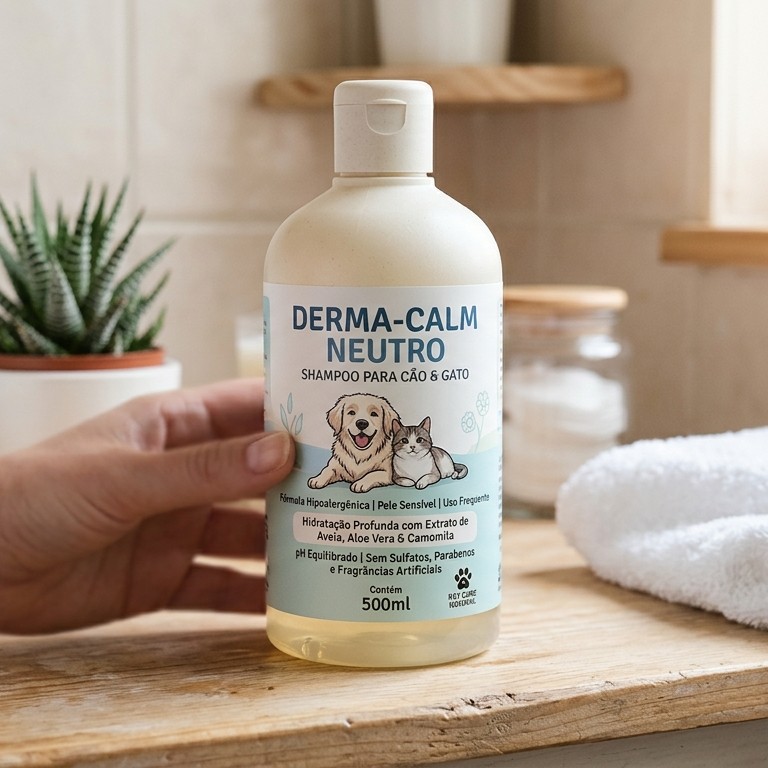 DERMA-CALM
NEUTRO
SHAMPOO PARA CÃO & GATO
Fórmula Hipoalergénica | Pele Sensível | Uso Frequente
Hidratação Profunda com Extrato de
Aveia, Aloe Vera & Camomila
pH Equilibrado | Sem Sulfatos, Parabenos
e Fragrâncias Artificiais
Contém
500ml